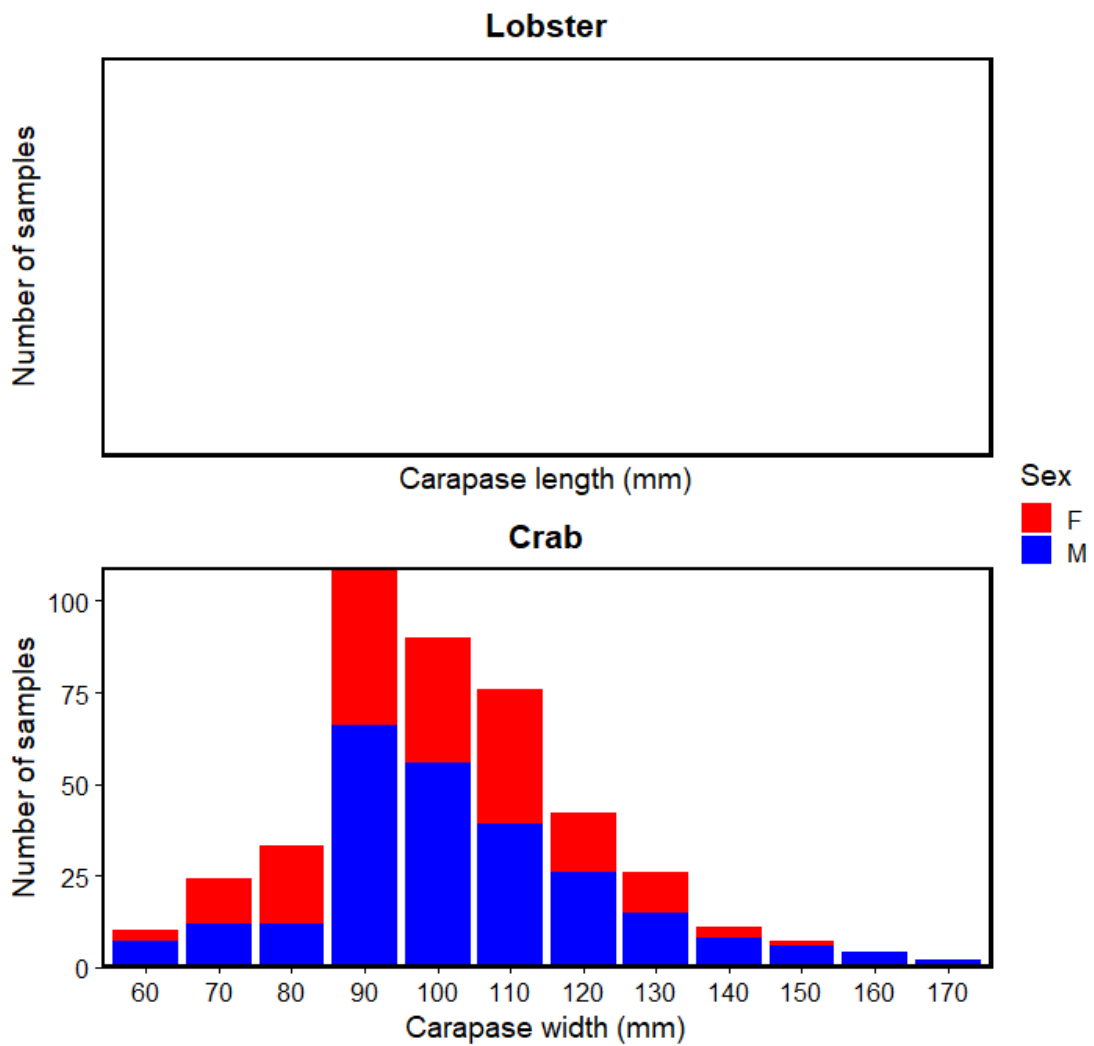 Lobster
Number of samples
Carapase length (mm)
Sex
F
M
Crab
Number of samples
100
75
50
25
0
60 70 80 90 100 110 120 130 140 150 160 170
Carapase width (mm)